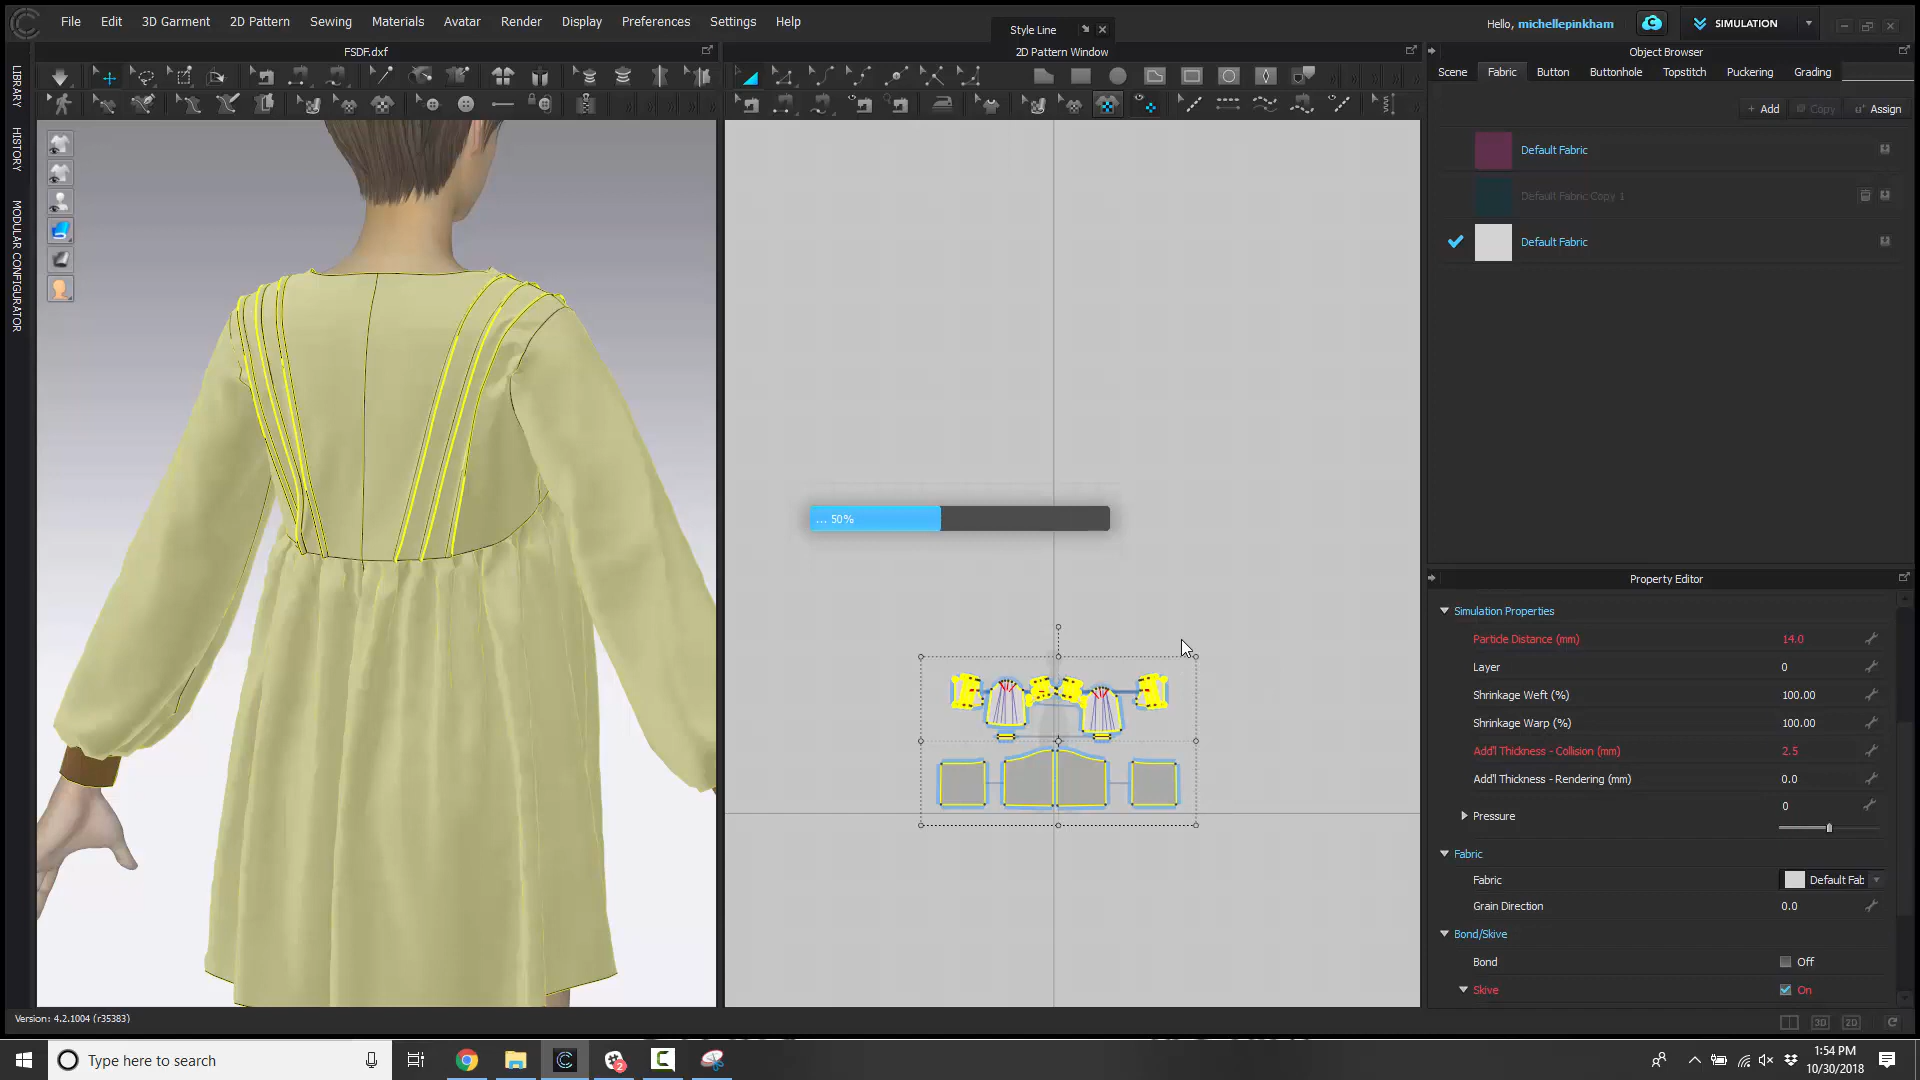 File Edit 3D Garment 2D Pattern Sewing Materials Avatar Render Display Preferences Settings Help
Style Line
Hello, michellepinkham
SIMULATION
FSDF.dxf
2D Pattern Window
Object Browser
Scene Fabric Button Buttonhole Topstitch Puckering Grading
+ Add Copy Assign
LIBRARY
HISTORY
MODULAR CONFIGURATOR
Default Fabric
Default Fabric Copy 1
Default Fabric
... 50%
Property Editor
Simulation Properties
Particle Distance (mm) 14.0
Layer 0
Shrinkage Weft (%) 100.00
Shrinkage Warp (%) 100.00
Add'l Thickness - Collision (mm) 2.5
Add'l Thickness - Rendering (mm) 0.0
Pressure 0
Fabric
Fabric Default Fab
Grain Direction 0.0
Bond/Skive
Bond Off
Skive On
Version: 4.2.1004 (r35383)
3D 2D
Type here to search
2
1:54 PM
10/30/2018